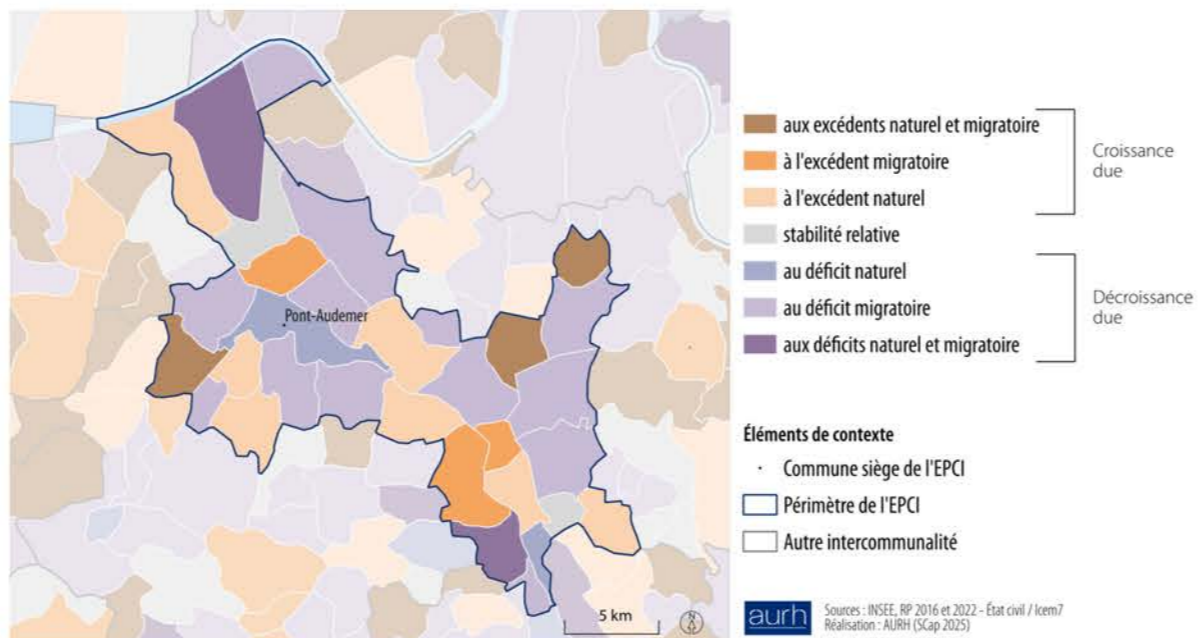 Pont-Audemer
5 km
N
aux excédents naturel et migratoire
à l'excédent migratoire
à l'excédent naturel
Croissance
due
stabilité relative
au déficit naturel
au déficit migratoire
aux déficits naturel et migratoire
Décroissance
due
Éléments de contexte
Commune siège de l'EPCI
Périmètre de l'EPCI
Autre intercommunalité
aurh
Sources : INSEE, RP 2016 et 2022 - État civil / Icem7
Réalisation : AURH (SCap 2025)